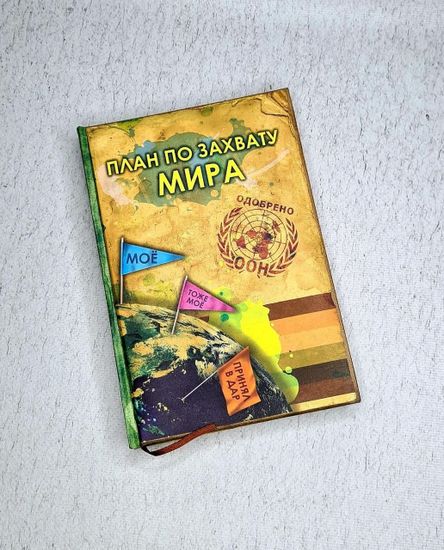 ПЛАН ПО ЗАХВАТУ
МИРА
ОДОБРЕНО
ООН
МОЁ
ТОЖЕ
МОЁ
ПРИНЯЛ
В ДАР